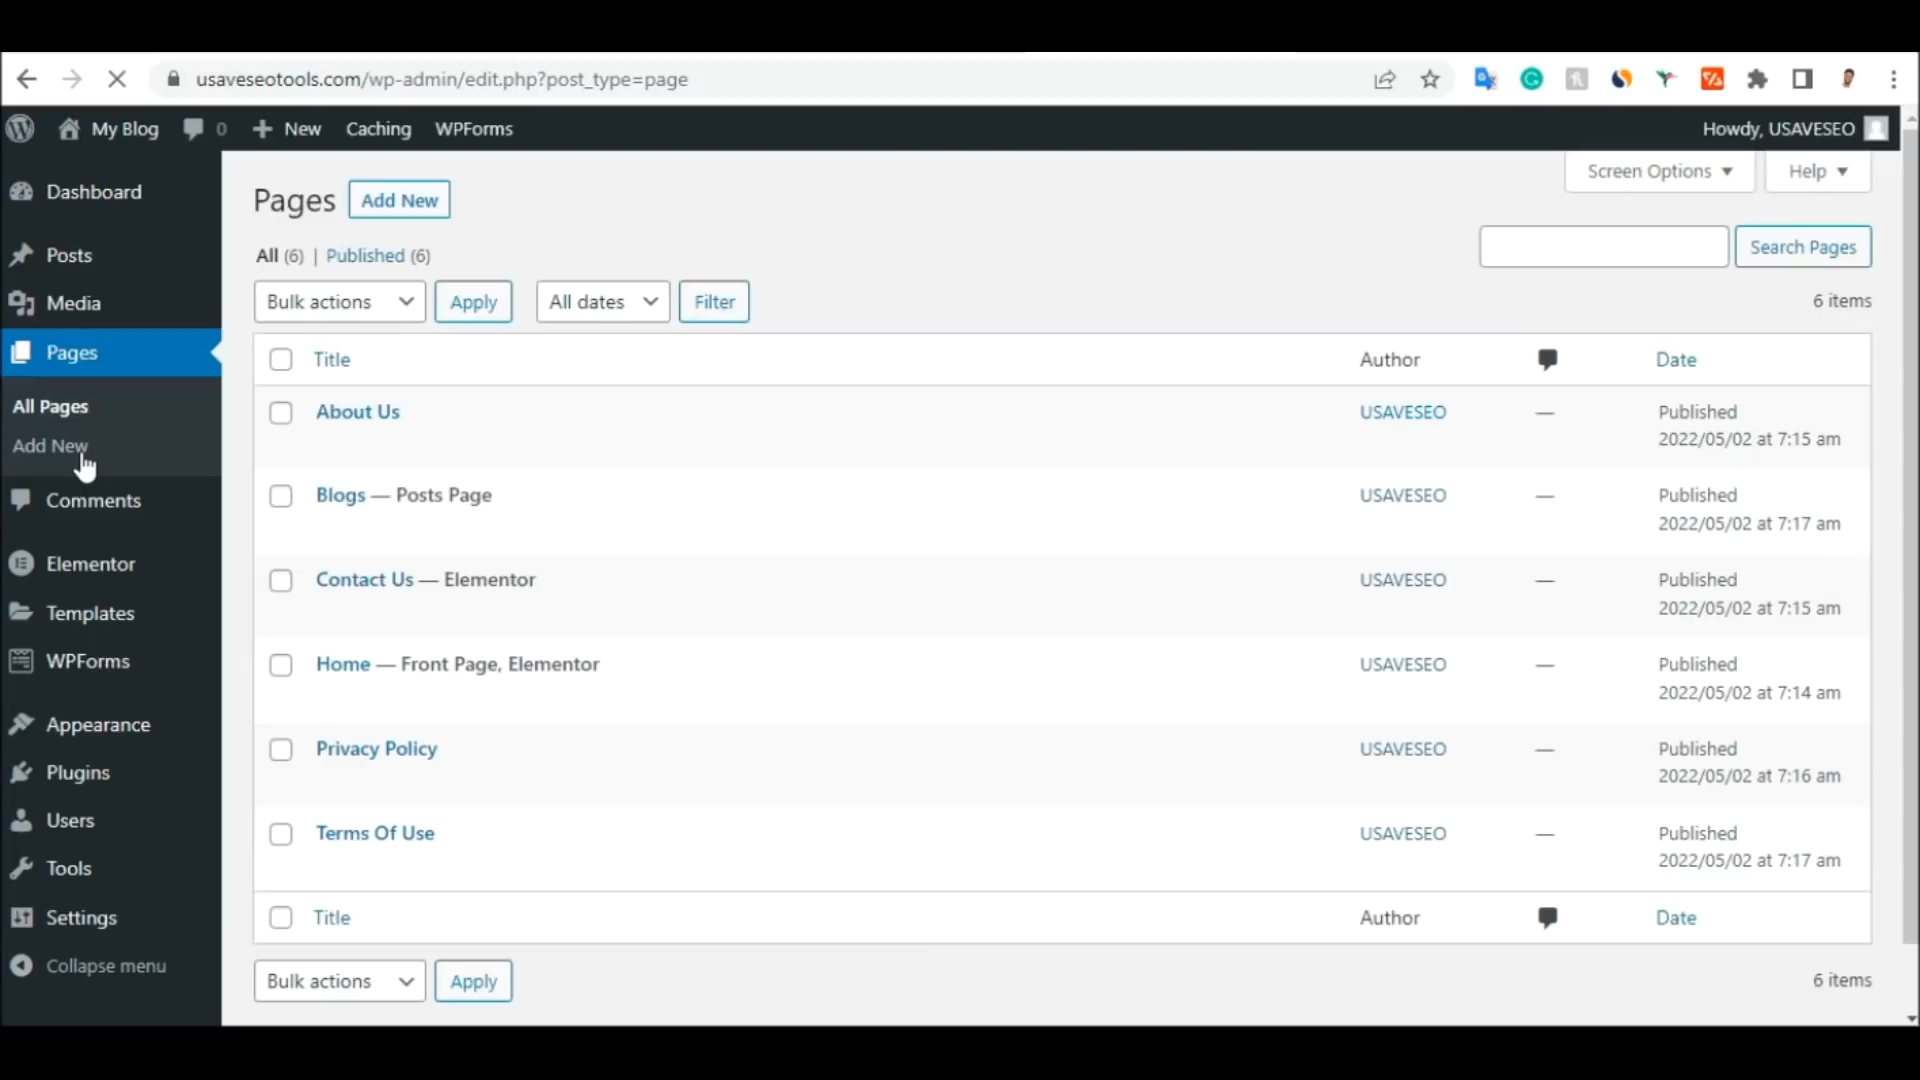 usaveseotools.com/wp-admin/edit.php?post_type=page
My Blog 0 New Caching WPForms Howdy, USAVESEO
Dashboard
Posts
Media
Pages
All Pages
Add New
Comments
Elementor
Templates
WPForms
Appearance
Plugins
Users
Tools
Settings
Collapse menu
Screen Options Help
Pages Add New
All (6) | Published (6)
Search Pages
Bulk actions Apply All dates Filter 6 items
Title Author Date
About Us USAVESEO — Published
2022/05/02 at 7:15 am
Blogs — Posts Page USAVESEO — Published
2022/05/02 at 7:17 am
Contact Us — Elementor USAVESEO — Published
2022/05/02 at 7:15 am
Home — Front Page, Elementor USAVESEO — Published
2022/05/02 at 7:14 am
Privacy Policy USAVESEO — Published
2022/05/02 at 7:16 am
Terms Of Use USAVESEO — Published
2022/05/02 at 7:17 am
Title Author Date
Bulk actions Apply 6 items